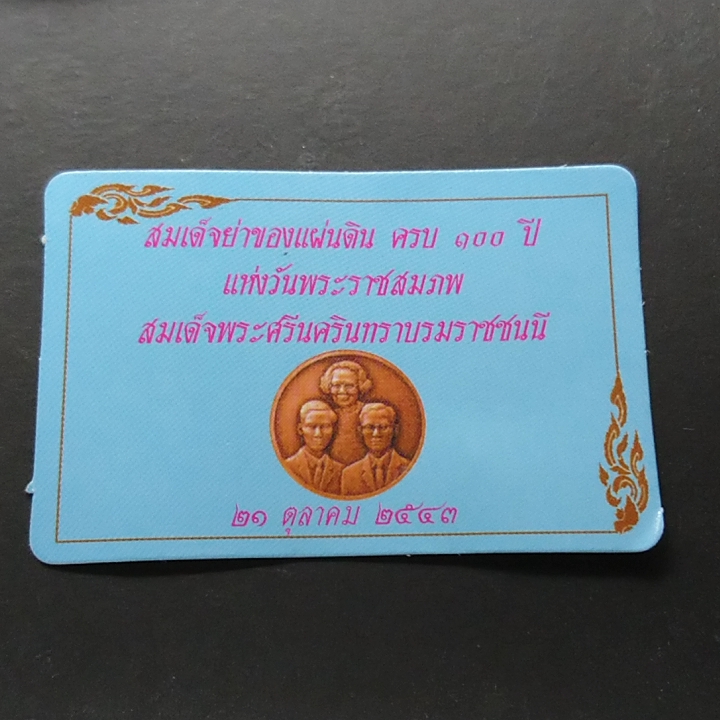 สมเด็จย่าของแผ่นดิน ครบ ๑๐๐ ปี
แห่งวันพระราชสมภพ
สมเด็จพระศรีนครินทราบรมราชชนนี
๒๑ ตุลาคม ๒๕๔๓